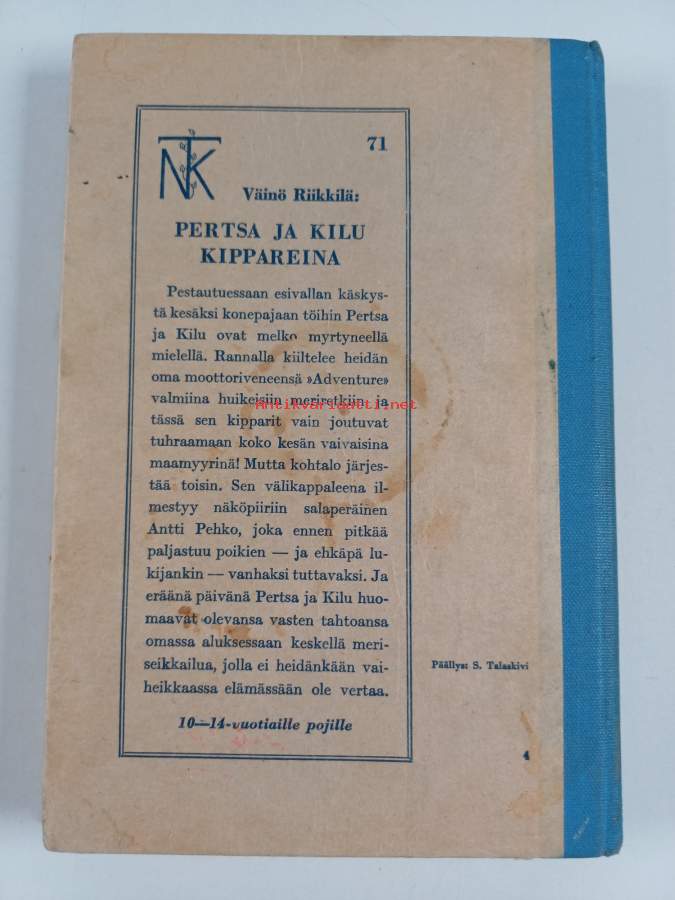 71
NTK
Väinö Riikkilä:
PERTSA JA KILU
KIPPAREINA
Pestautuessaan esivallan käskys-
tä kesäksi konepajaan töihin Pertsa
ja Kilu ovat melko myrtyneellä
mielellä. Rannalla kiiltelee heidän
oma moottoriveneensä »Adventure»
valmiina huikeisiin meriretkiin ja
Antikvariaatti.net
tässä sen kipparit vain joutuvat
tuhraamaan koko kesän vaivaisina
maamyyrinä! Mutta kohtalo järjes-
tää toisin. Sen välikappaleena il-
mestyy näköpiiriin salaperäinen
Antti Pehko, joka ennen pitkää
paljastuu poikien — ja ehkäpä lu-
kijankin — vanhaksi tuttavaksi. Ja
eräänä päivänä Pertsa ja Kilu huo-
maavat olevansa vasten tahtoansa
omassa aluksessaan keskellä meri-
seikkailua, jolla ei heidänkään vai-
heikkaassa elämässään ole vertaa.
10—14-vuotiaille pojille
Päällys: S. Talaskivi
4